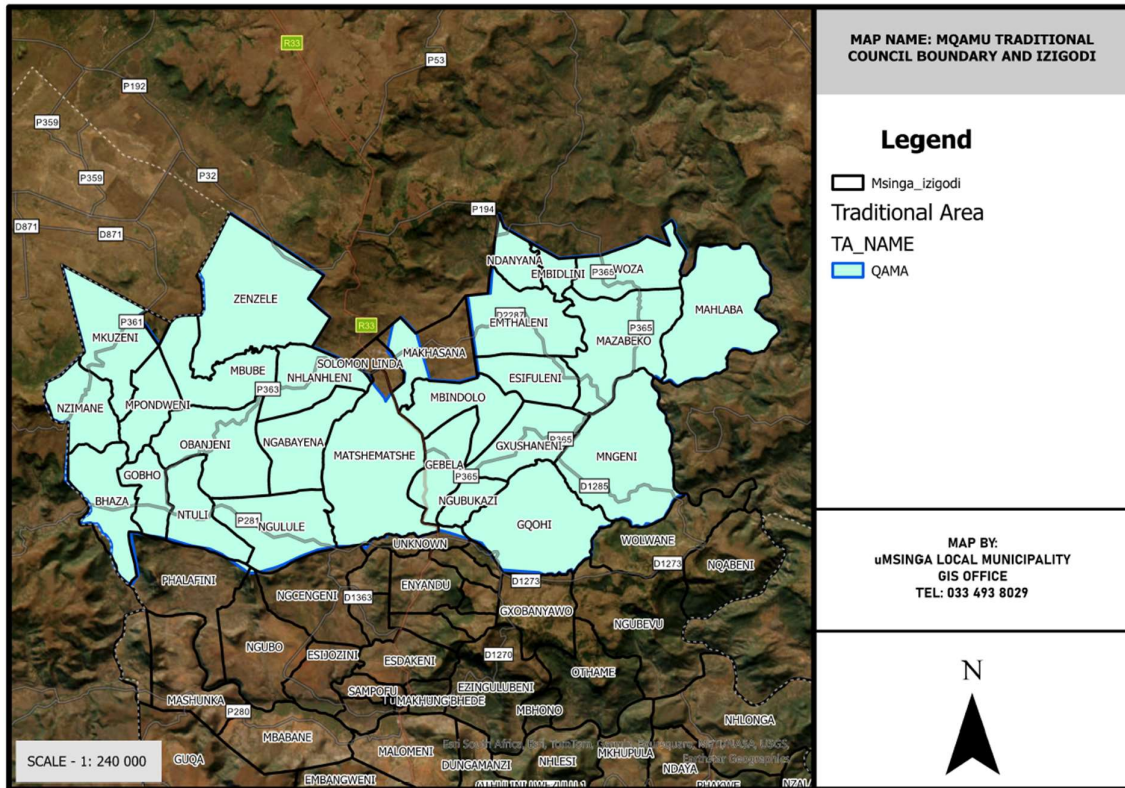 MAP NAME: MQAMU TRADITIONAL
COUNCIL BOUNDARY AND IZIGODI
Legend
Msinga_izigodi
Traditional Area
TA_NAME
QAMA
MAP BY:
uMSINGA LOCAL MUNICIPALITY
GIS OFFICE
TEL: 033 493 8029
N
R33
P53
P192
P359
P359
P32
D871
D871
P194
NDANYANA
EMBIDLINI
P365
WOZA
ZENZELE
MAHLABA
P361
D2287
EMTHALENI
R33
P365
MKUZENI
MAZABEKO
MAKHASANA
SOLOMON LINDA
MBUBE
NHLANHLENI
ESIFULENI
P363
MBINDOLO
NZIMANE
MPONDWENI
OBANJENI
NGABAYENA
GXUSHANENI
P365
MATSHEMATSHE
MNGENI
GEBELA
GOBHO
P365
D1285
BHAZA
NGUBUKAZI
NTULI
P281
NGULULE
GQOHI
UNKNOWN
WOLWANE
D1273
NQABENI
PHALAFINI
D1273
ENYANDU
NGCENGENI
D1363
GXOBANYAWO
NGUBEVU
NGUBO
ESIJOZINI
D1270
ESDAKENI
OTHAME
EZINGULUBENI
SAMPOFU
MASHUNKA
MAKHUNG BHEDE
MBHONO
P280
NHLONGA
MBABANE
MALOMENI
NHLESI
MKHUPULA
GUQA
DUNGAMANZI
NDAYA
EMBANGWENI
SCALE - 1: 240 000